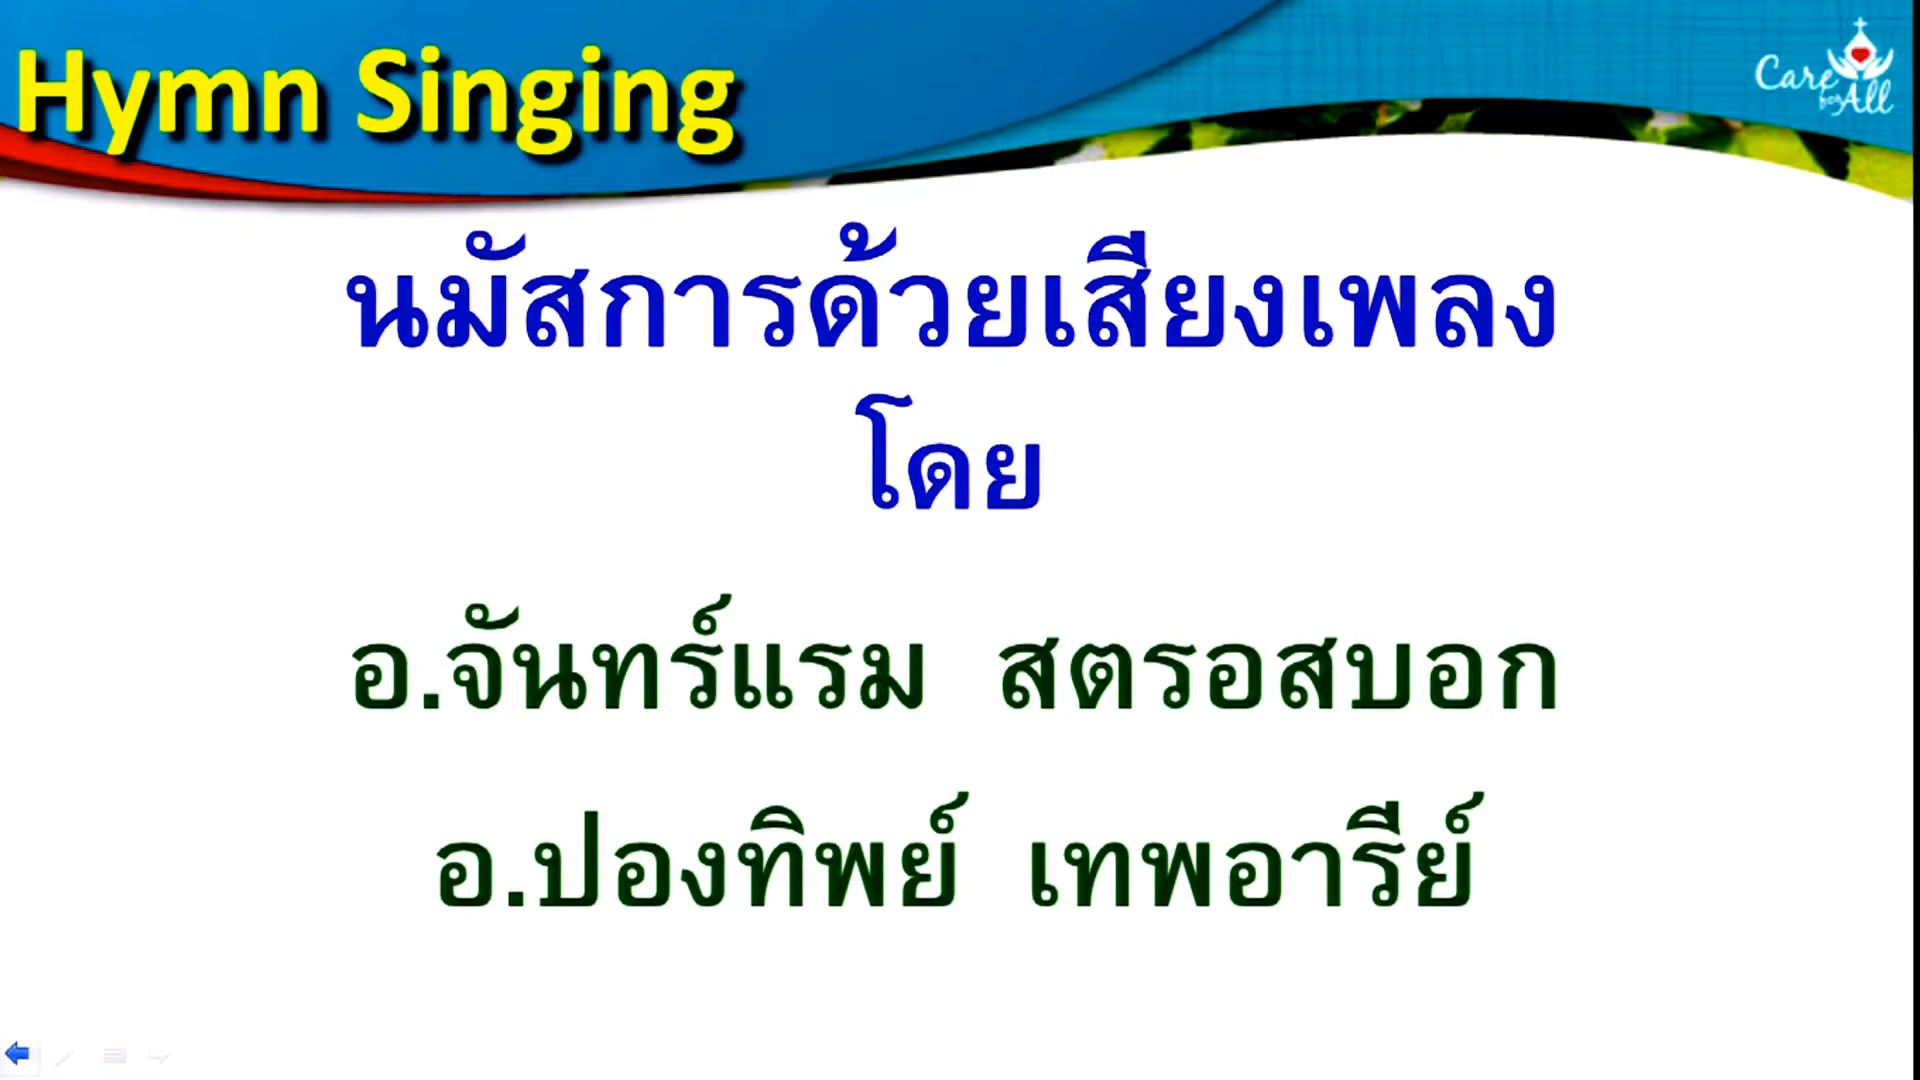 Hymn Singing
Care
for All
นมัสการด้วยเสียงเพลง
โดย
อ.จันทร์แรม สตรอสบอก
อ.ปองทิพย์ เทพอารีย์